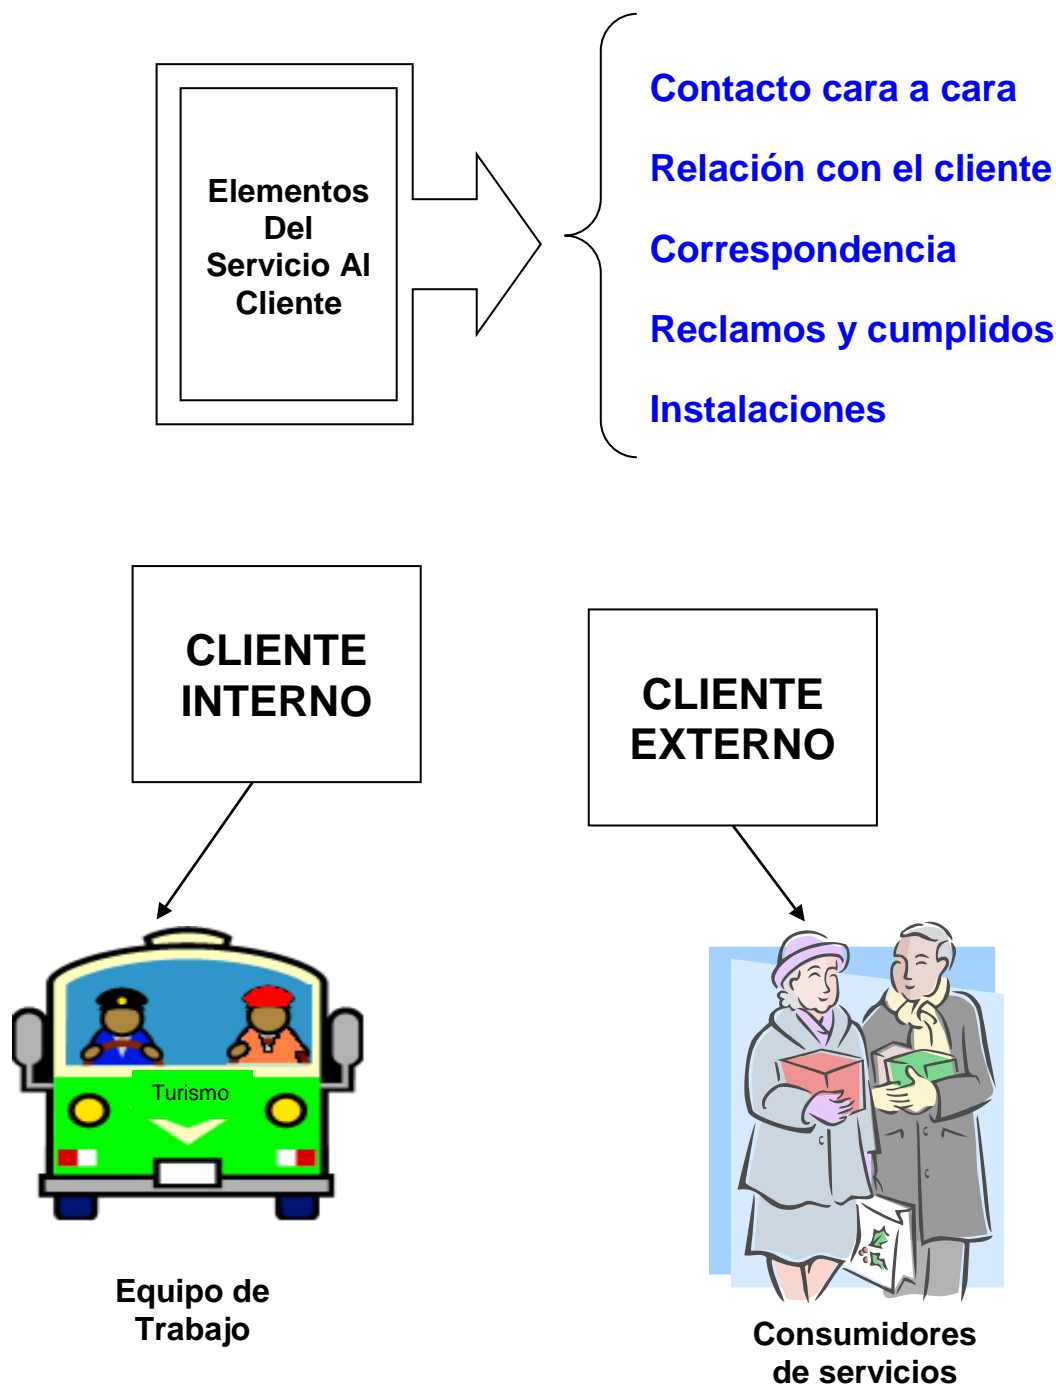 Elementos
Del
Servicio Al
Cliente
Contacto cara a cara
Relación con el cliente
Correspondencia
Reclamos y cumplidos
Instalaciones
CLIENTE
INTERNO
CLIENTE
EXTERNO
Turismo
Equipo de
Trabajo
Consumidores
de servicios